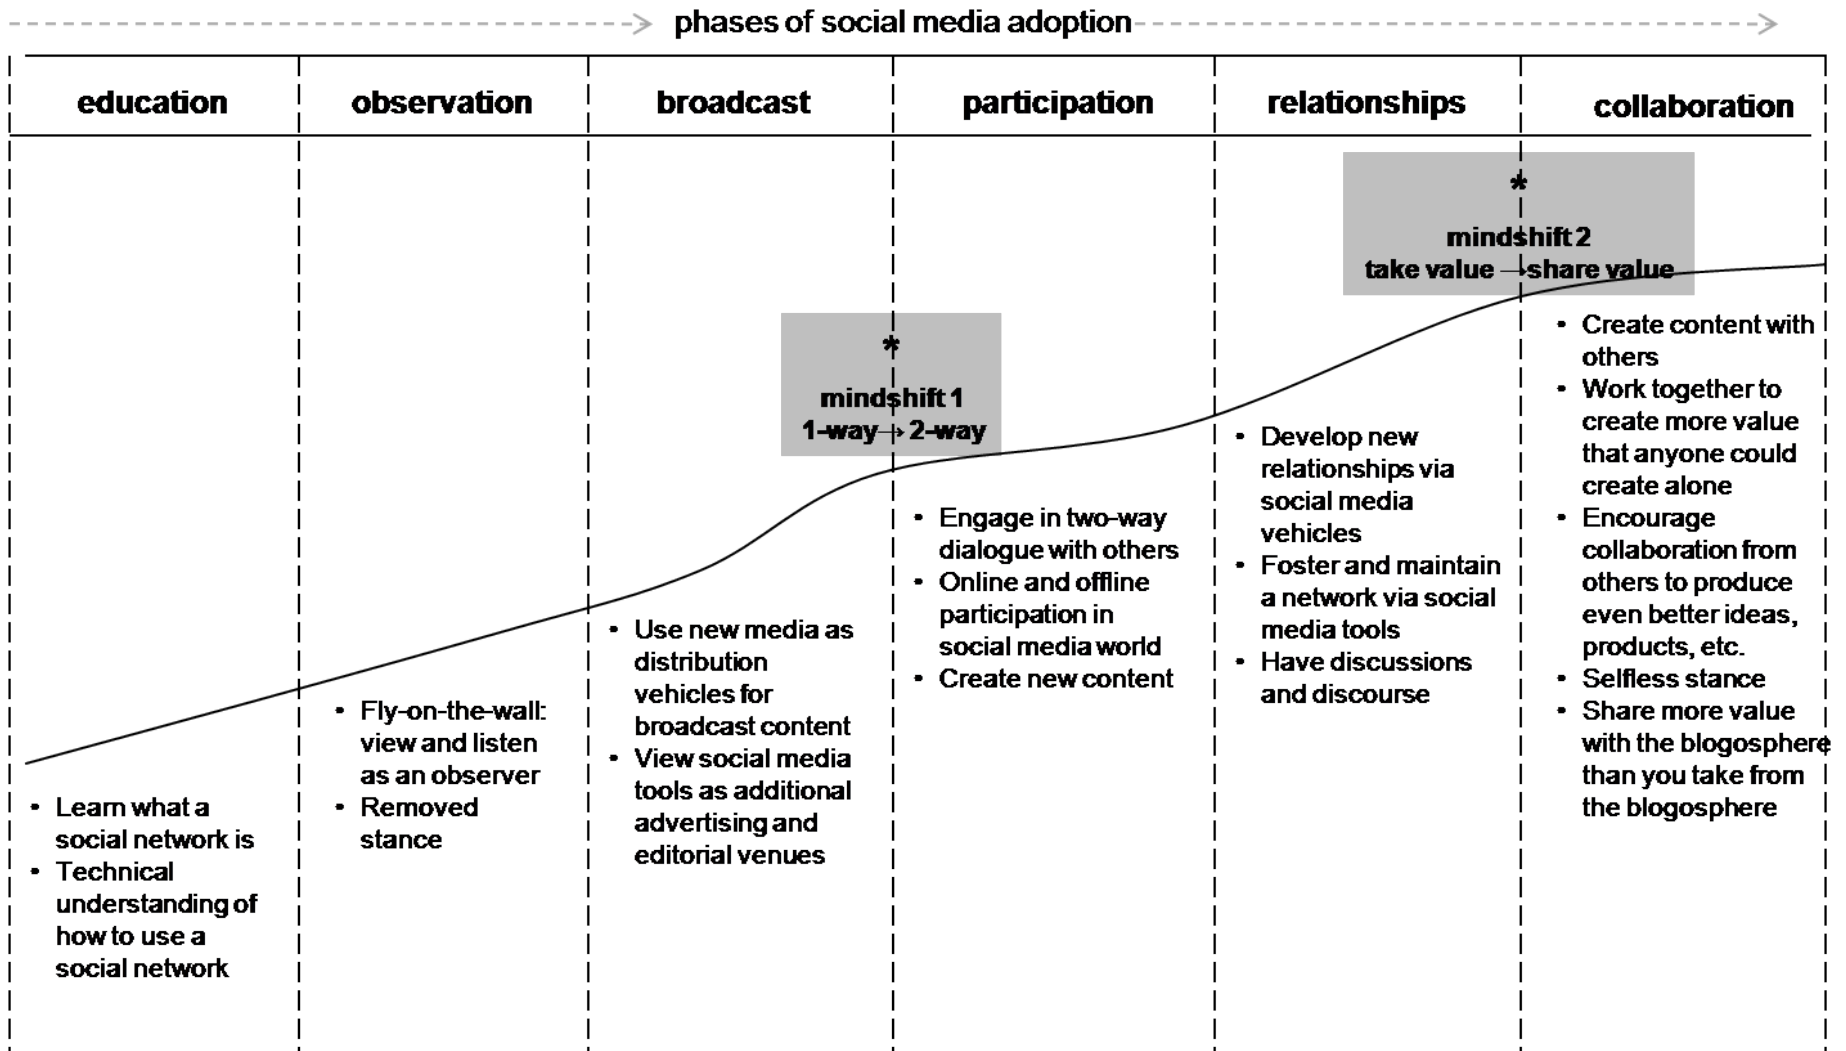 phases of social media adoption
education
observation
broadcast
participation
relationships
collaboration
*
mindshift 2
take value → share value
*
mindshift 1
1-way → 2-way
• Learn what a
social network is
• Technical
understanding of
how to use a
social network
• Fly-on-the-wall:
view and listen
as an observer
• Removed
stance
• Use new media as
distribution
vehicles for
broadcast content
• View social media
tools as additional
advertising and
editorial venues
• Engage in two-way
dialogue with others
• Online and offline
participation in
social media world
• Create new content
• Develop new
relationships via
social media
vehicles
• Foster and maintain
a network via social
media tools
• Have discussions
and discourse
• Create content with
others
• Work together to
create more value
that anyone could
create alone
• Encourage
collaboration from
others to produce
even better ideas,
products, etc.
• Selfless stance
• Share more value
with the blogosphere
than you take from
the blogosphere